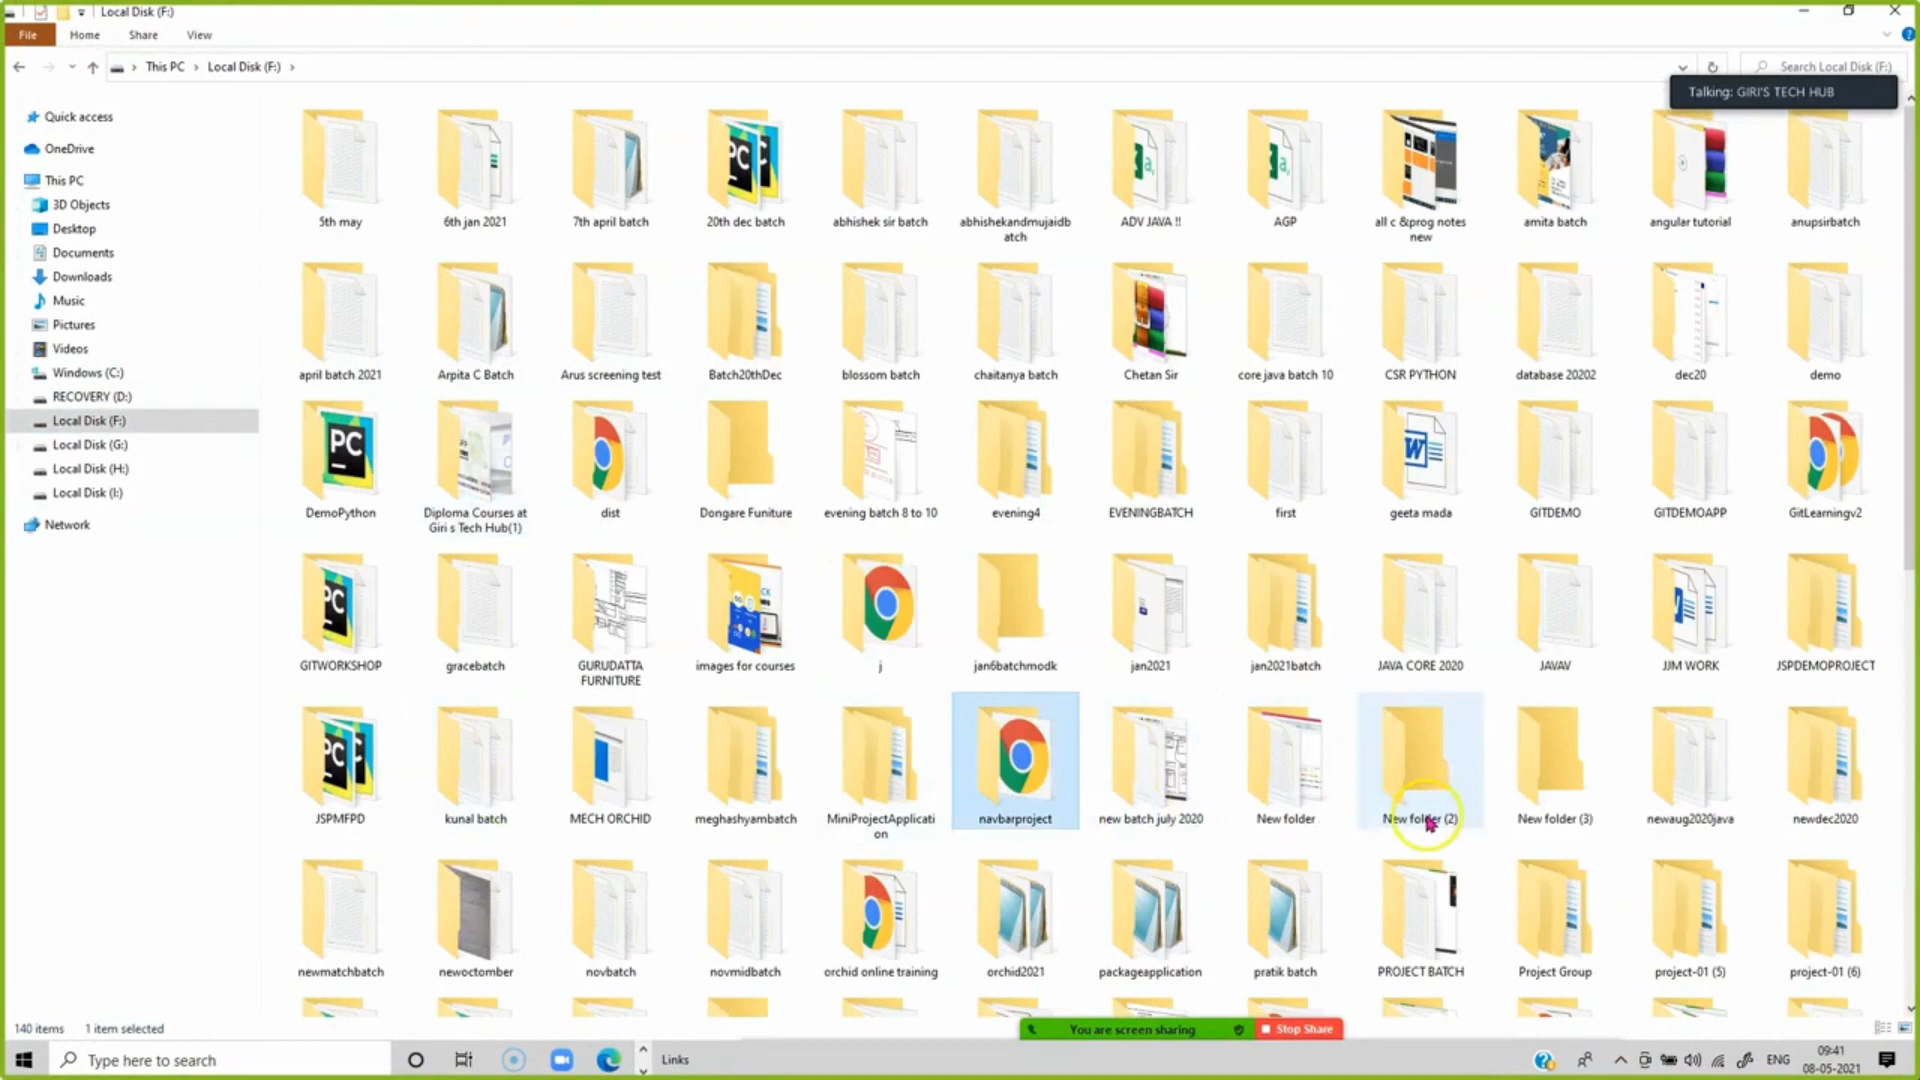 Local Disk (F:)
File
Home
Share
View
This PC
Local Disk (F:)
Search Local Disk (F:)
Talking: GIRI'S TECH HUB
Quick access
OneDrive
This PC
3D Objects
Desktop
Documents
Downloads
Music
Pictures
Videos
Windows (C:)
RECOVERY (D:)
Local Disk (F:)
Local Disk (G:)
Local Disk (H:)
Local Disk (I:)
Network
5th may
6th jan 2021
7th april batch
20th dec batch
abhishek sir batch
abhishekandmujaidb
atch
ADV JAVA !!
AGP
all c &prog notes
new
amita batch
angular tutorial
anupsirbatch
april batch 2021
Arpita C Batch
Arus screening test
Batch20thDec
blossom batch
chaitanya batch
Chetan Sir
core java batch 10
CSR PYTHON
database 20202
dec20
demo
DemoPython
Diploma Courses at
Giri s Tech Hub(1)
dist
Dongare Funiture
evening batch 8 to 10
evening4
EVENINGBATCH
first
geeta mada
GITDEMO
GITDEMOAPP
GitLearningv2
GITWORKSHOP
gracebatch
GURUDATTA
FURNITURE
images for courses
j
jan6batchmodk
jan2021
jan2021batch
JAVA CORE 2020
JAVAV
JJM WORK
JSPDEMOPROJECT
JSPMFPD
kunal batch
MECH ORCHID
meghashyambatch
MiniProjectApplicati
on
navbarproject
new batch july 2020
New folder
New folder (2)
New folder (3)
newaug2020java
newdec2020
newmatchbatch
newoctomber
novbatch
novmidbatch
orchid online training
orchid2021
packageapplication
pratik batch
PROJECT BATCH
Project Group
project-01 (5)
project-01 (6)
140 items
1 item selected
You are screen sharing
Stop Share
Type here to search
Links
ENG
09:41
08-05-2021